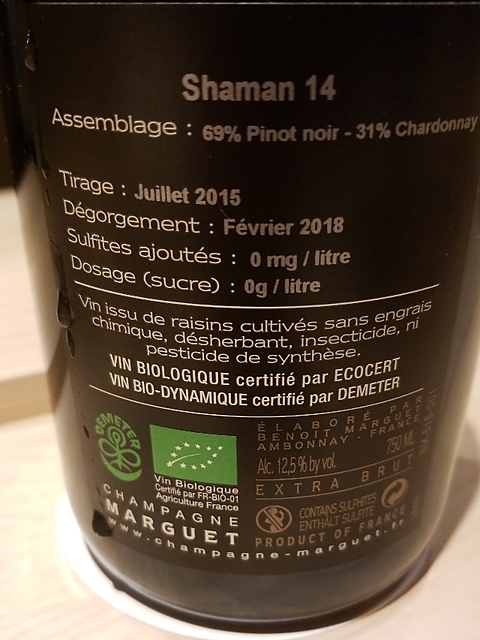 Shaman 14
Assemblage : 69% Pinot noir - 31% Chardonnay
Tirage : Juillet 2015
Dégorgement : Février 2018
Sulfites ajoutés : 0 mg / litre
Dosage (sucre) : 0g / litre
Vin issu de raisins cultivés sans engrais
chimique, désherbant, insecticide, ni
pesticide de synthèse.
VIN BIOLOGIQUE certifié par ECOCERT
VIN BIO-DYNAMIQUE certifié par DEMETER
DEMETER
Vin Biologique
Certifié par FR-BIO-01
Agriculture France
CHAMPAGNE
MARGUET
www.champagne-marguet.fr
ÉLABORÉ PAR
BENOIT MARGUET
AMBONNAY - FRANCE
Alc. 12,5% by vol. 750 ML
EXTRA BRUT
CONTAINS SULPHITES
ENTHÄLT SULFITE
PRODUCT OF FRANCE